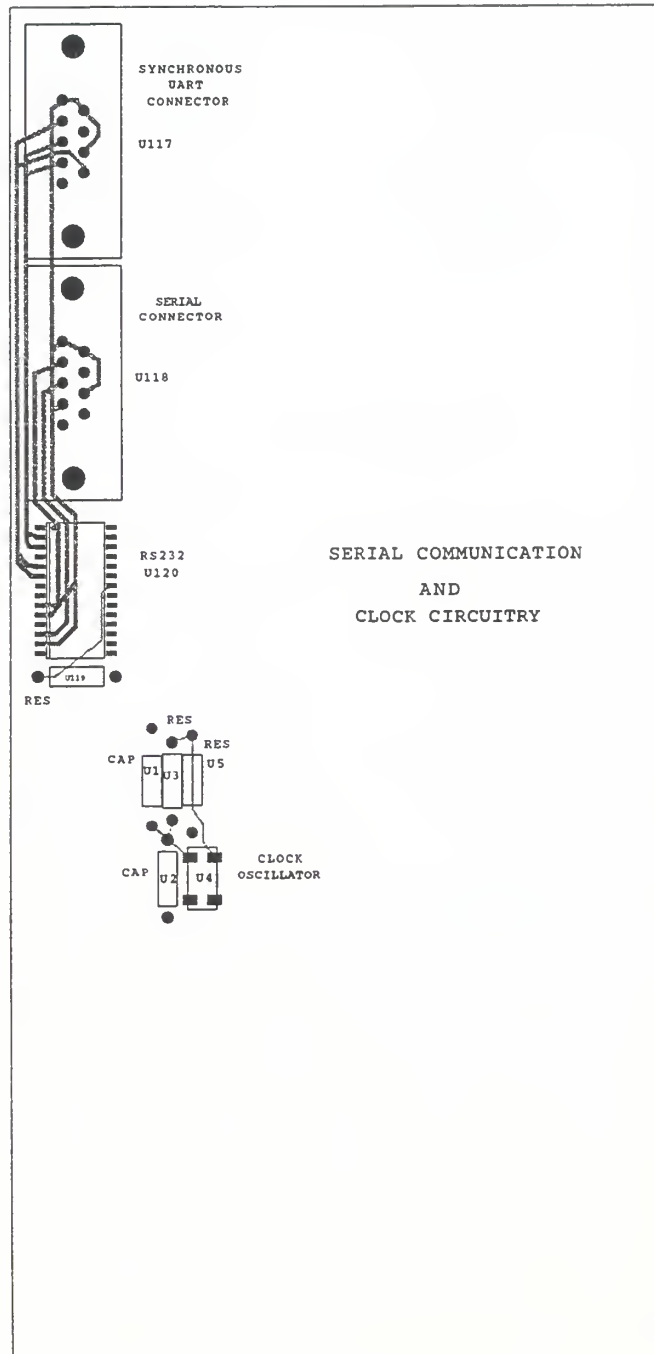 SYNCHRONOUS
UART
CONNECTOR
U117
SERIAL
CONNECTOR
U118
RS232
U120
SERIAL COMMUNICATION
AND
CLOCK CIRCUITRY
U119
RES
RES
RES
CAP
U1
U3
U5
CAP
U2
U4
CLOCK
OSCILLATOR